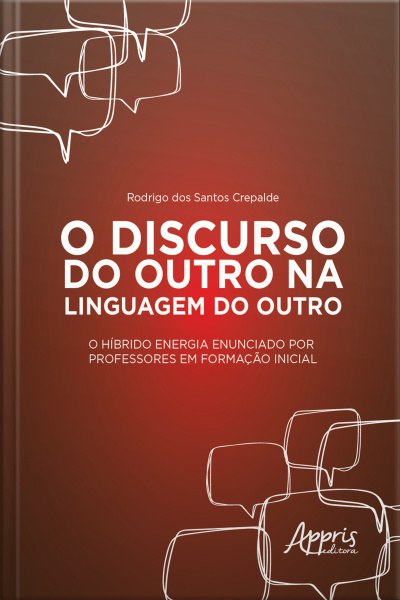 Rodrigo dos Santos Crepalde
O DISCURSO
DO OUTRO NA
LINGUAGEM DO OUTRO
O HÍBRIDO ENERGIA ENUNCIADO POR
PROFESSORES EM FORMAÇÃO INICIAL
Appris
editora